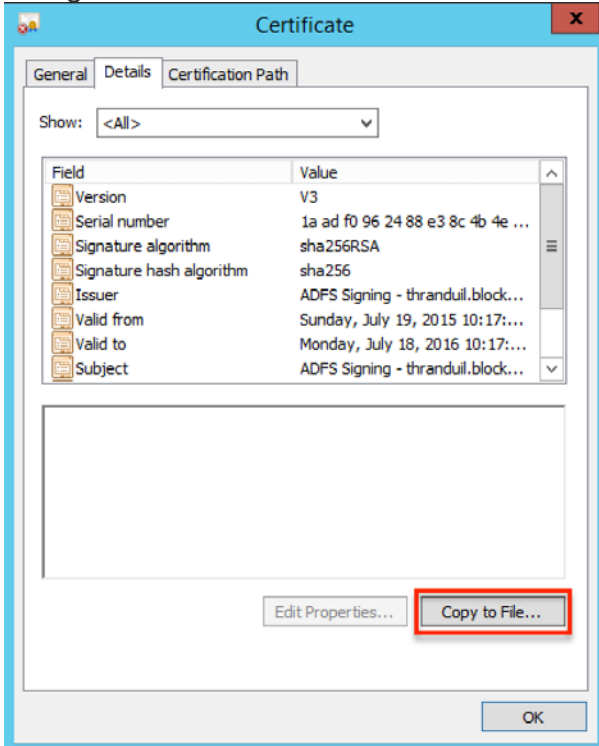 Certificate
x
General Details Certification Path
Show: <All>
Field Value
Version V3
Serial number 1a ad f0 96 24 88 e3 8c 4b 4e ...
Signature algorithm sha256RSA
Signature hash algorithm sha256
Issuer ADFS Signing - thranduil.block...
Valid from Sunday, July 19, 2015 10:17:...
Valid to Monday, July 18, 2016 10:17:...
Subject ADFS Signing - thranduil.block...
Edit Properties... Copy to File...
OK